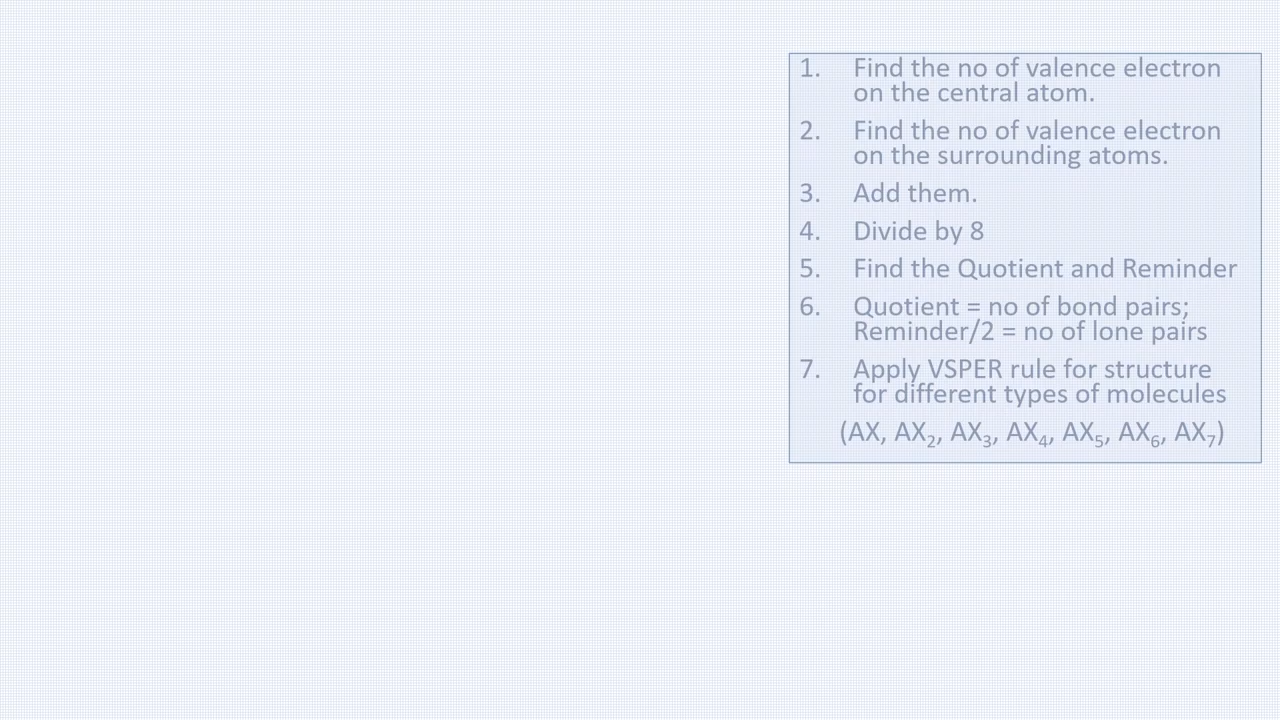 1. Find the no of valence electron
on the central atom.
2. Find the no of valence electron
on the surrounding atoms.
3. Add them.
4. Divide by 8
5. Find the Quotient and Reminder
6. Quotient = no of bond pairs;
Reminder/2 = no of lone pairs
7. Apply VSPER rule for structure
for different types of molecules
(AX, AX₂, AX₃, AX₄, AX₅, AX₆, AX₇)